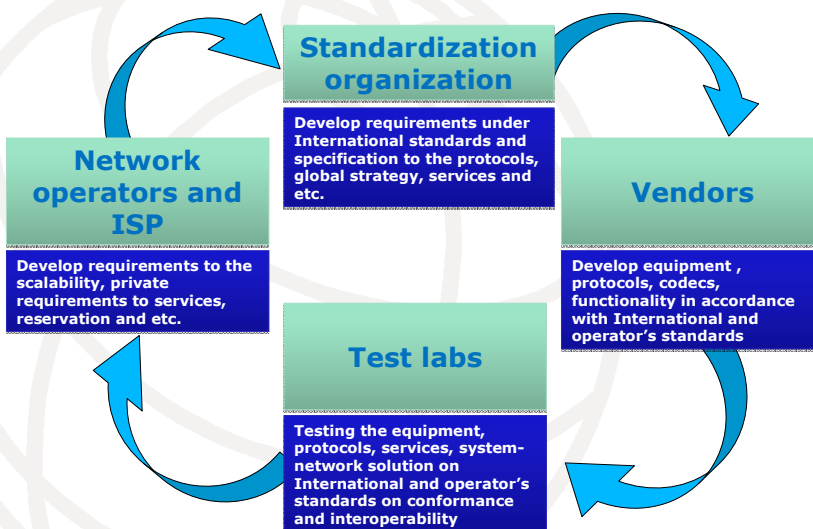 Standardization
organization
Develop requirements under
International standards and
specification to the protocols,
global strategy, services and
etc.
Network
operators and
ISP
Develop requirements to the
scalability, private
requirements to services,
reservation and etc.
Vendors
Develop equipment ,
protocols, codecs,
functionality in accordance
with International and
operator's standards
Test labs
Testing the equipment,
protocols, services, system-
network solution on
International and operator's
standards on conformance
and interoperability